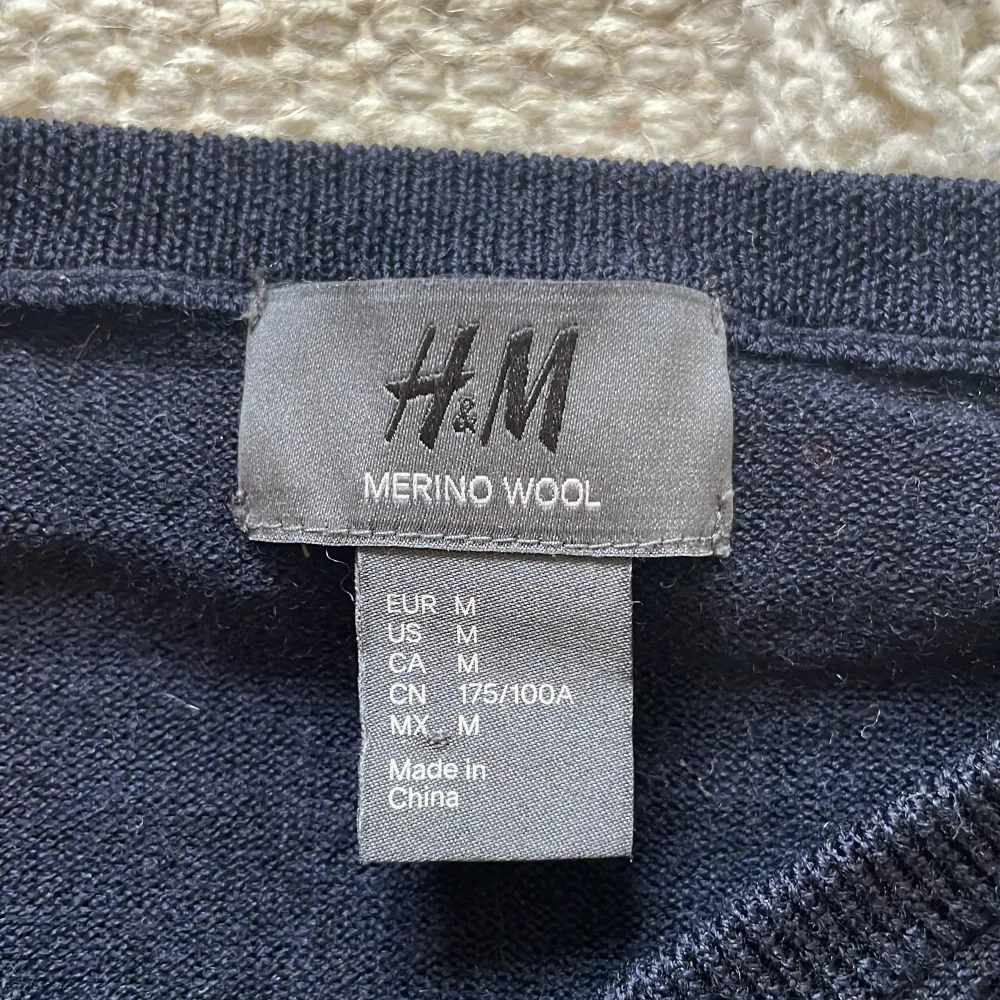 H&M
MERINO WOOL
EUR M
US M
CA M
CN 175/100A
MX M
Made in
China